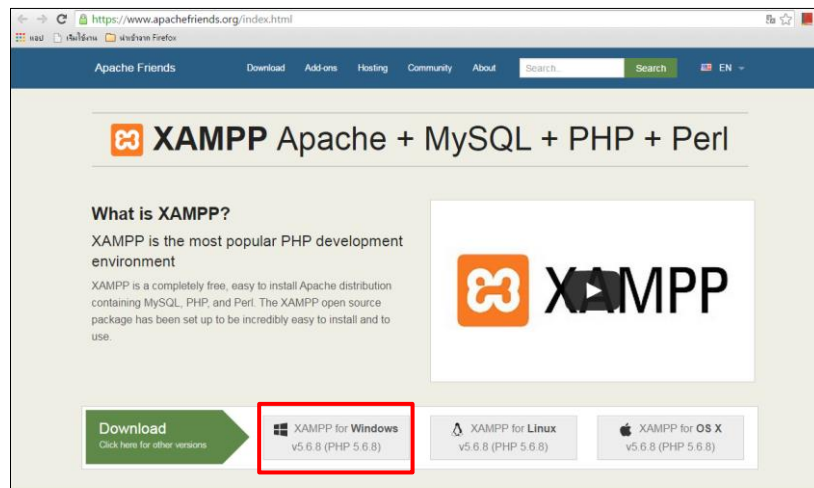 https://www.apachefriends.org/index.html
แอป เริ่มใช้งาน นำเข้าจาก Firefox
Apache Friends Download Add-ons Hosting Community About Search... Search EN
XAMPP Apache + MySQL + PHP + Perl
What is XAMPP?
XAMPP is the most popular PHP development
environment
XAMPP is a completely free, easy to install Apache distribution
containing MySQL, PHP, and Perl. The XAMPP open source
package has been set up to be incredibly easy to install and to
use.
XAMPP
Download
Click here for other versions
XAMPP for Windows
v5.6.8 (PHP 5.6.8)
XAMPP for Linux
v5.6.8 (PHP 5.6.8)
XAMPP for OS X
v5.6.8 (PHP 5.6.8)